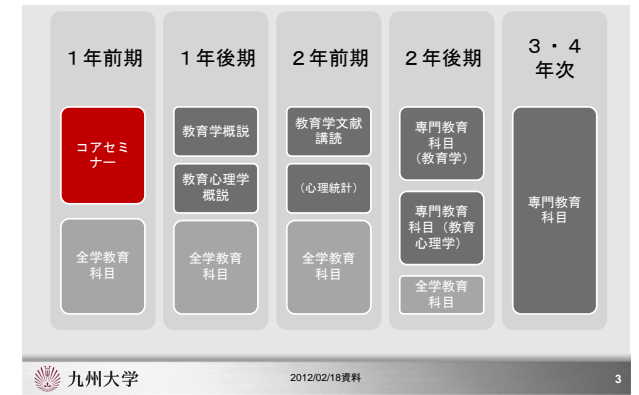 １年前期
コアセミ
ナー
全学教育
科目
１年後期
教育学概説
教育心理学
概説
全学教育
科目
２年前期
教育学文献
講読
（心理統計）
全学教育
科目
２年後期
専門教育
科目
（教育学）
専門教育
科目（教育
心理学）
全学教育
科目
３・４
年次
専門教育
科目
九州大学
2012/02/18資料
3